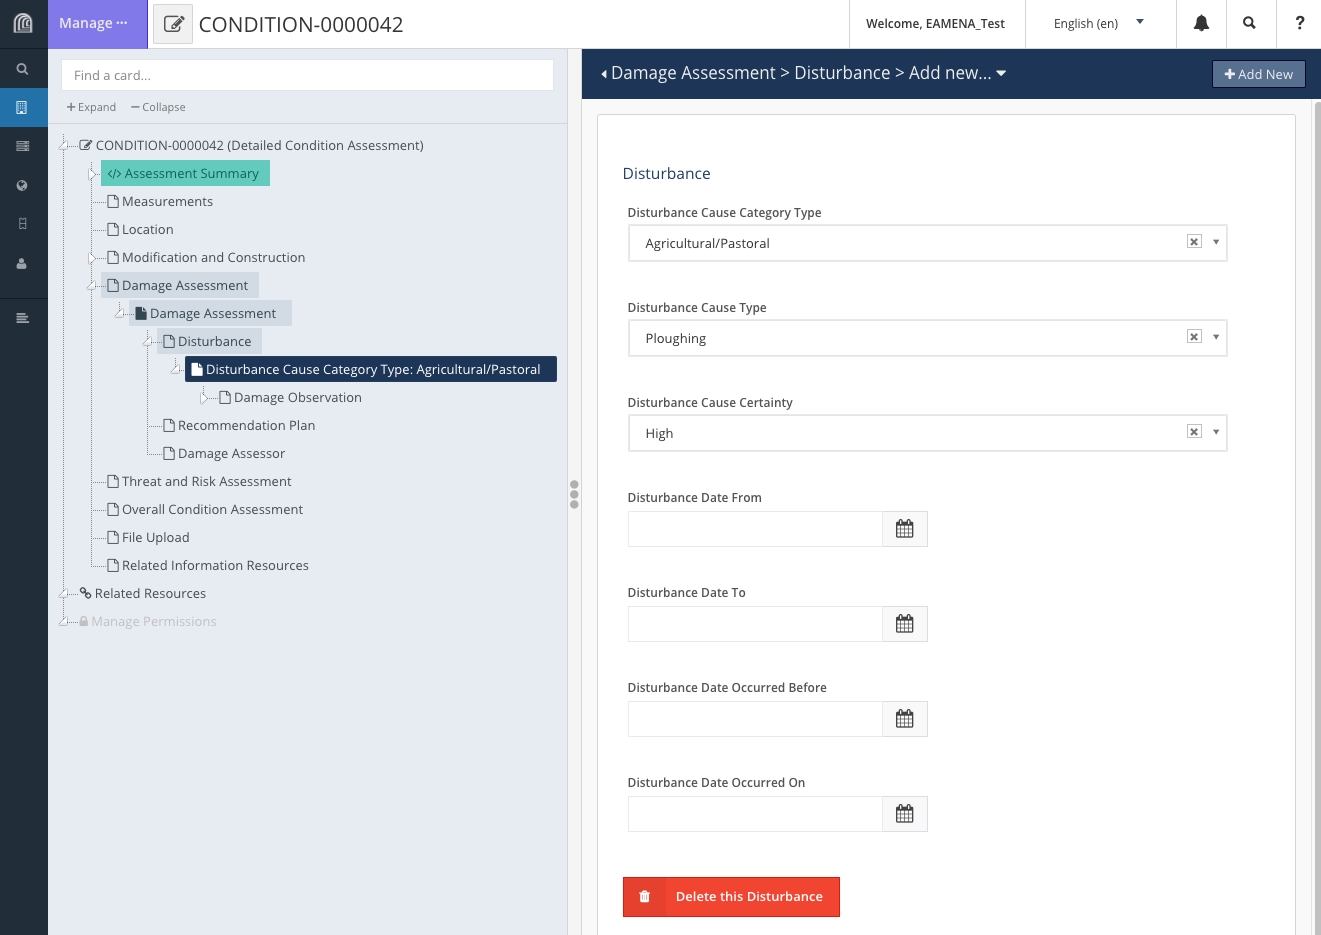 Manage ···
CONDITION-0000042
Welcome, EAMENA_Test
English (en)
?
Find a card...
Expand
Collapse
CONDITION-0000042 (Detailed Condition Assessment)
</> Assessment Summary
Measurements
Location
Modification and Construction
Damage Assessment
Damage Assessment
Disturbance
Disturbance Cause Category Type: Agricultural/Pastoral
Damage Observation
Recommendation Plan
Damage Assessor
Threat and Risk Assessment
Overall Condition Assessment
File Upload
Related Information Resources
Related Resources
Manage Permissions
Damage Assessment > Disturbance > Add new...
Add New
Disturbance
Disturbance Cause Category Type
Agricultural/Pastoral
Disturbance Cause Type
Ploughing
Disturbance Cause Certainty
High
Disturbance Date From
Disturbance Date To
Disturbance Date Occurred Before
Disturbance Date Occurred On
Delete this Disturbance